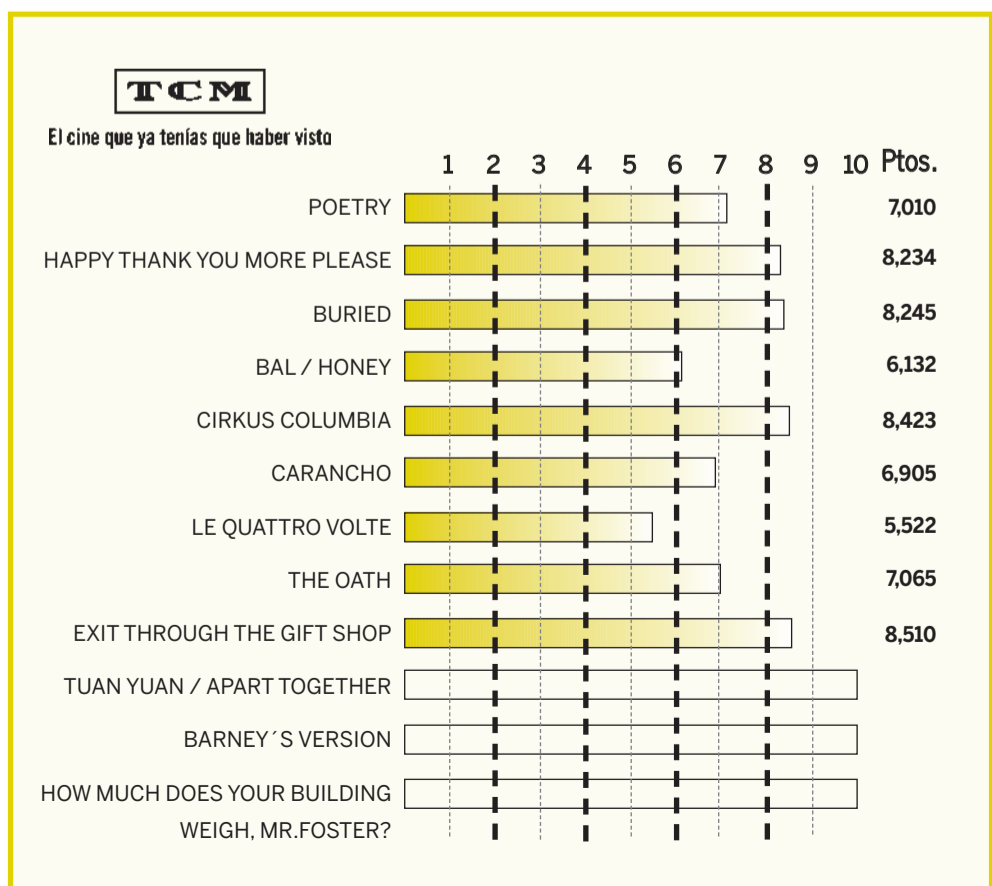 TCM
El cine que ya tenías que haber visto
1 2 3 4 5 6 7 8 9 10 Ptos.
POETRY 7,010
HAPPY THANK YOU MORE PLEASE 8,234
BURIED 8,245
BAL / HONEY 6,132
CIRKUS COLUMBIA 8,423
CARANCHO 6,905
LE QUATTRO VOLTE 5,522
THE OATH 7,065
EXIT THROUGH THE GIFT SHOP 8,510
TUAN YUAN / APART TOGETHER
BARNEY´S VERSION
HOW MUCH DOES YOUR BUILDING
WEIGH, MR.FOSTER?